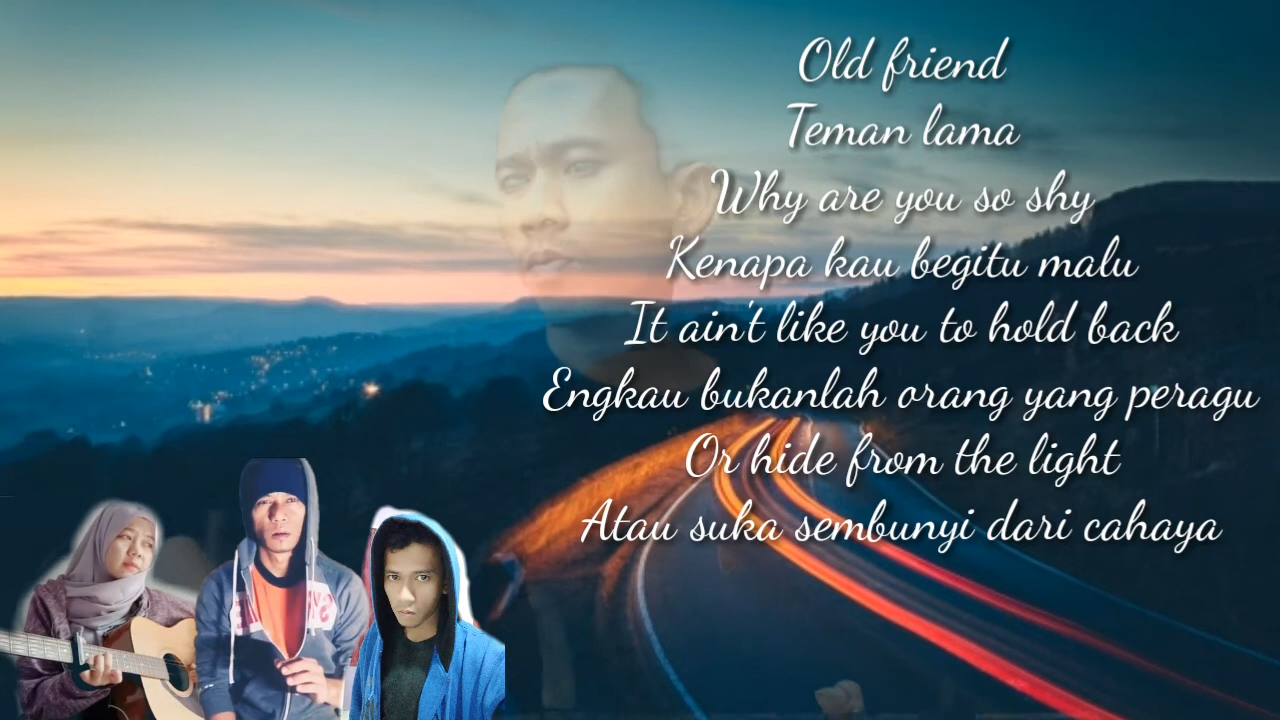 Old friend
Teman lama
Why are you so shy
Kenapa kau begitu malu
It ain't like you to hold back
Engkau bukanlah orang yang peragu
Or hide from the light
Atau suka sembunyi dari cahaya